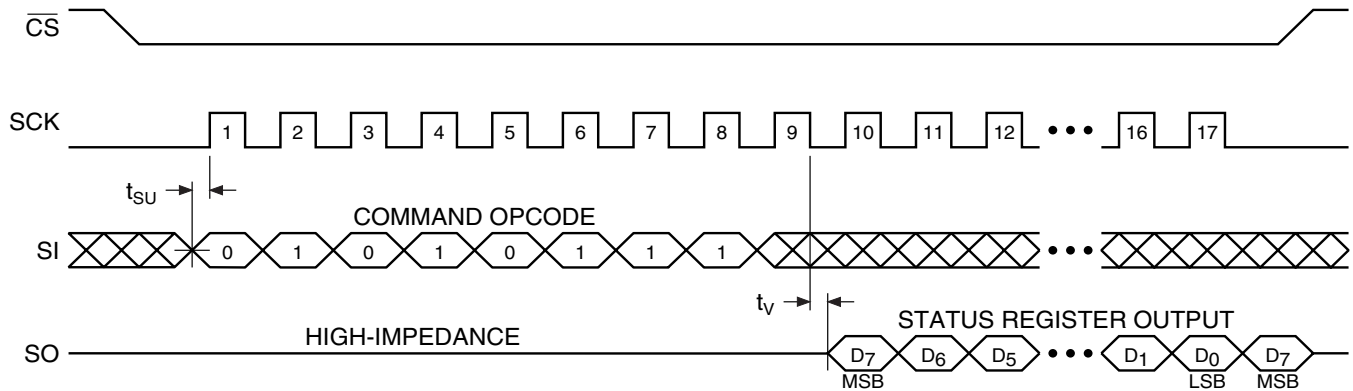 CS
SCK
1 2 3 4 5 6 7 8 9 10 11 12 16 17
tSU
COMMAND OPCODE
SI
0 1 0 1 0 1 1 1
tV
HIGH-IMPEDANCE
STATUS REGISTER OUTPUT
SO
D7 D6 D5 D1 D0 D7
MSB LSB MSB